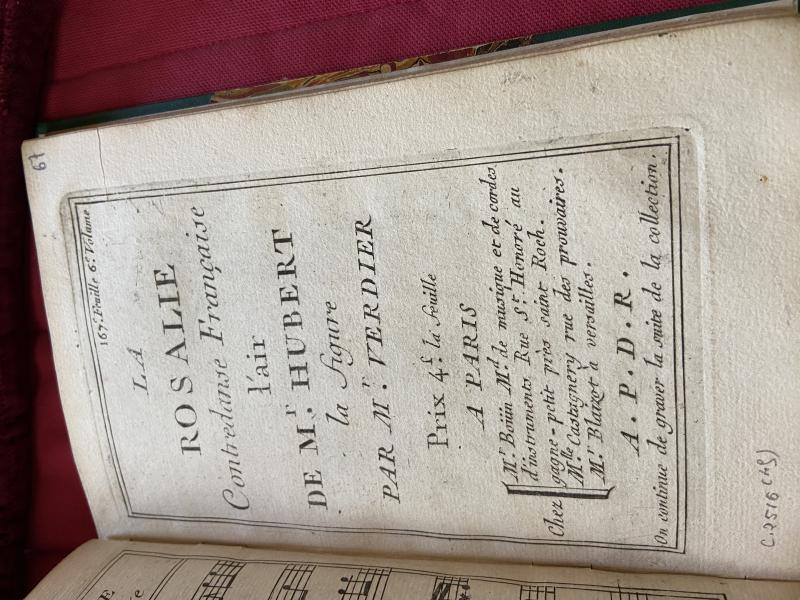 67
167.e Feuille 6.e Volume
LA
ROSALIE
Contredanse Française
l'air
DE M.r HUBERT
la figure
PAR M.r VERDIER
Prix 4.f la feuille
A PARIS
Chez
M.r Boüin M.d de musique et de cordes
d'instruments Rue S.t Honoré au
gagne-petit près saint Roch.
M.lle Castagnery rue des prouvaires.
M.r Blaizot à versailles.
A. P. D. R.
On continue de graver la suite de la collection.
C.2516 (45)
E